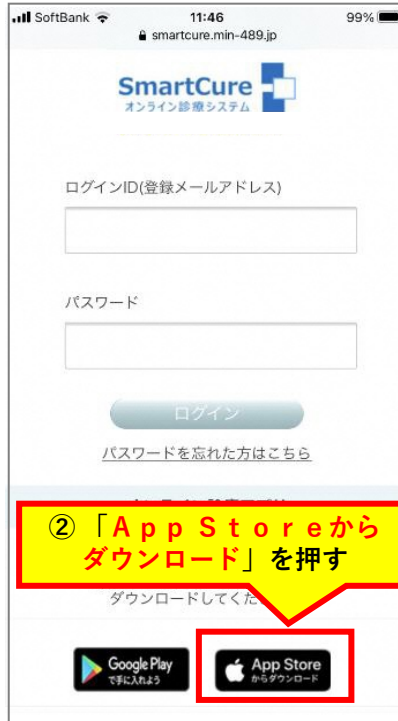 SoftBank 11:46 99%
smartcure.min-489.jp
SmartCure
オンライン診療システム
ログインID(登録メールアドレス)
パスワード
ログイン
パスワードを忘れた方はこちら
②「App Storeから
ダウンロード」を押す
ダウンロードしてくだ
Google Play
で手に入れよう
App Store
からダウンロード